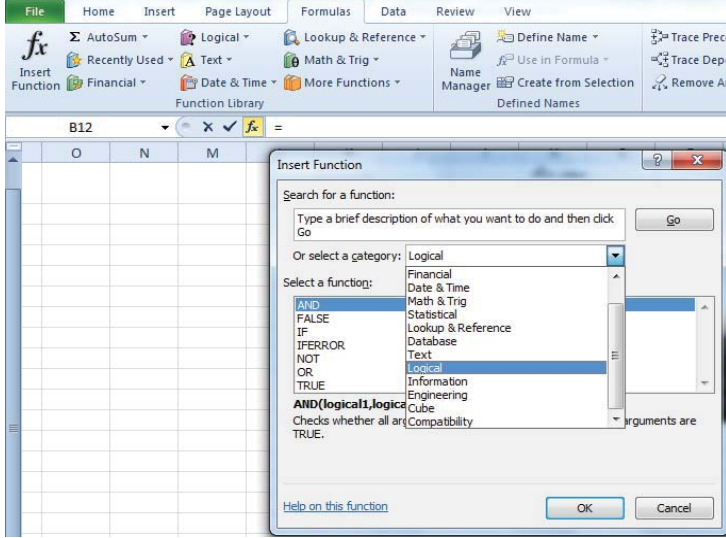 File Home Insert Page Layout Formulas Data Review View
Insert Function
Σ AutoSum
Recently Used
Financial
Logical
Text
Date & Time
Lookup & Reference
Math & Trig
More Functions
Function Library
Name Manager
Define Name
Use in Formula
Create from Selection
Defined Names
Trace Prec
Trace Dep
Remove A
B12 fx =
O N M
Insert Function
Search for a function:
Type a brief description of what you want to do and then click
Go
Go
Or select a category: Logical
Financial
Date & Time
Math & Trig
Statistical
Lookup & Reference
Database
Text
Logical
Information
Engineering
Cube
Compatibility
Select a function:
AND
FALSE
IF
IFERROR
NOT
OR
TRUE
AND(logical1,logica
Checks whether all arg rguments are
TRUE.
Help on this function
OK Cancel